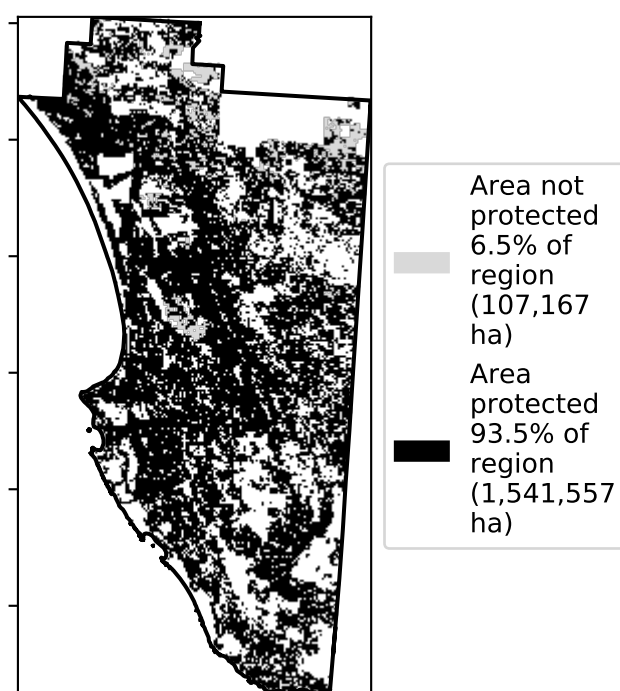 Area not
protected
6.5% of
region
(107,167
ha)
Area
protected
93.5% of
region
(1,541,557
ha)